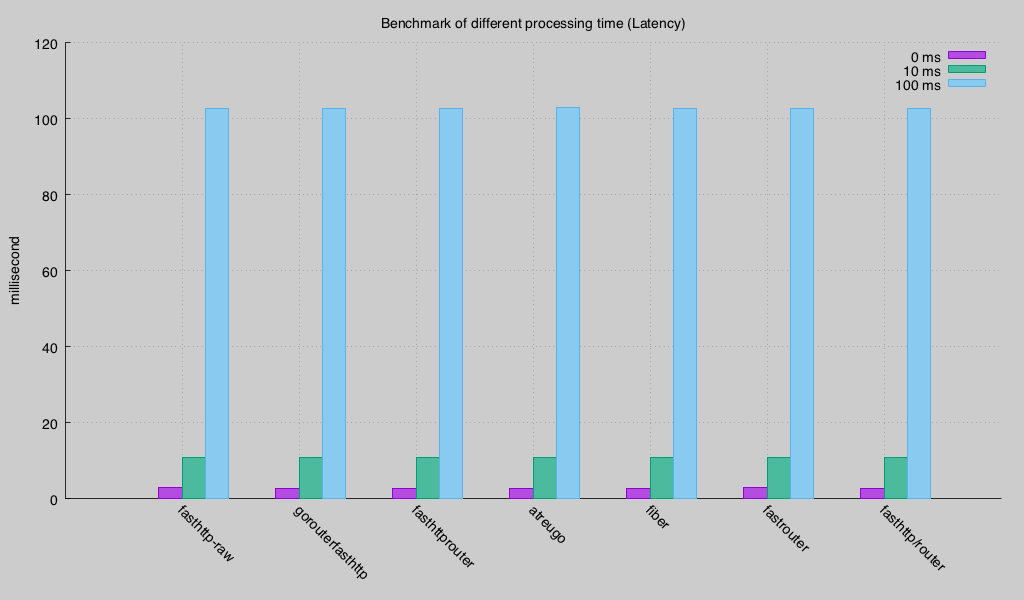 Benchmark of different processing time (Latency)
120
100
80
60
40
20
0
millisecond
0 ms
10 ms
100 ms
fasthttp-raw
gorouterfasthttp
fasthttprouter
atreugo
fiber
fastrouter
fasthttp/router